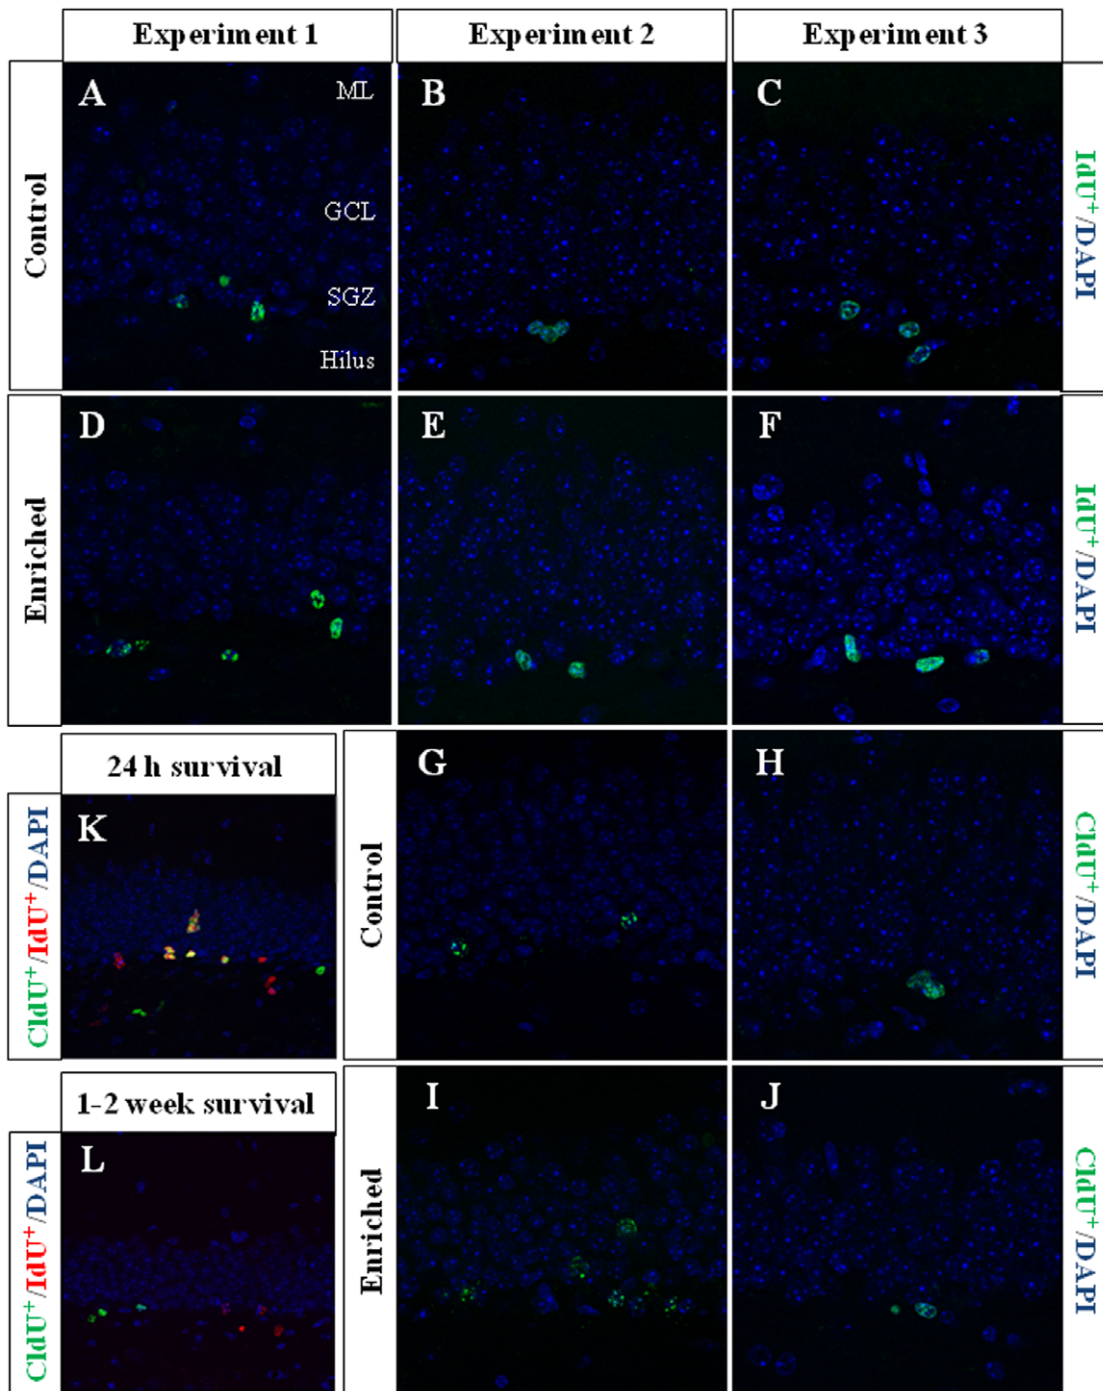 Experiment 1
Experiment 2
Experiment 3
Control
A
ML
GCL
SGZ
Hilus
B
C
IdU⁺/DAPI
Enriched
D
E
F
IdU⁺/DAPI
24 h survival
CldU⁺/IdU⁺/DAPI
K
Control
G
H
CldU⁺/DAPI
1-2 week survival
CldU⁺/IdU⁺/DAPI
L
Enriched
I
J
CldU⁺/DAPI